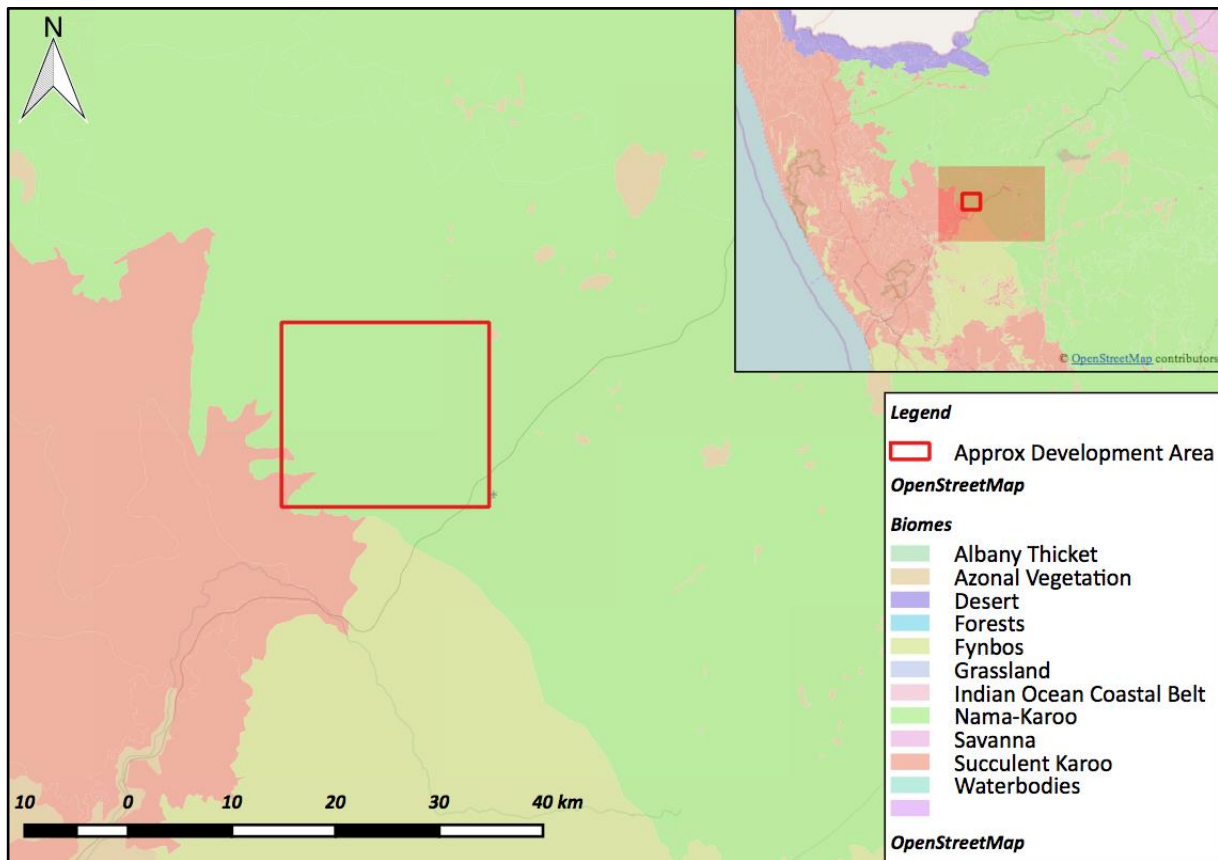 N
© OpenStreetMap contributors
Legend
Approx Development Area
OpenStreetMap
Biomes
Albany Thicket
Azonal Vegetation
Desert
Forests
Fynbos
Grassland
Indian Ocean Coastal Belt
Nama-Karoo
Savanna
Succulent Karoo
Waterbodies
OpenStreetMap
10 0 10 20 30 40 km